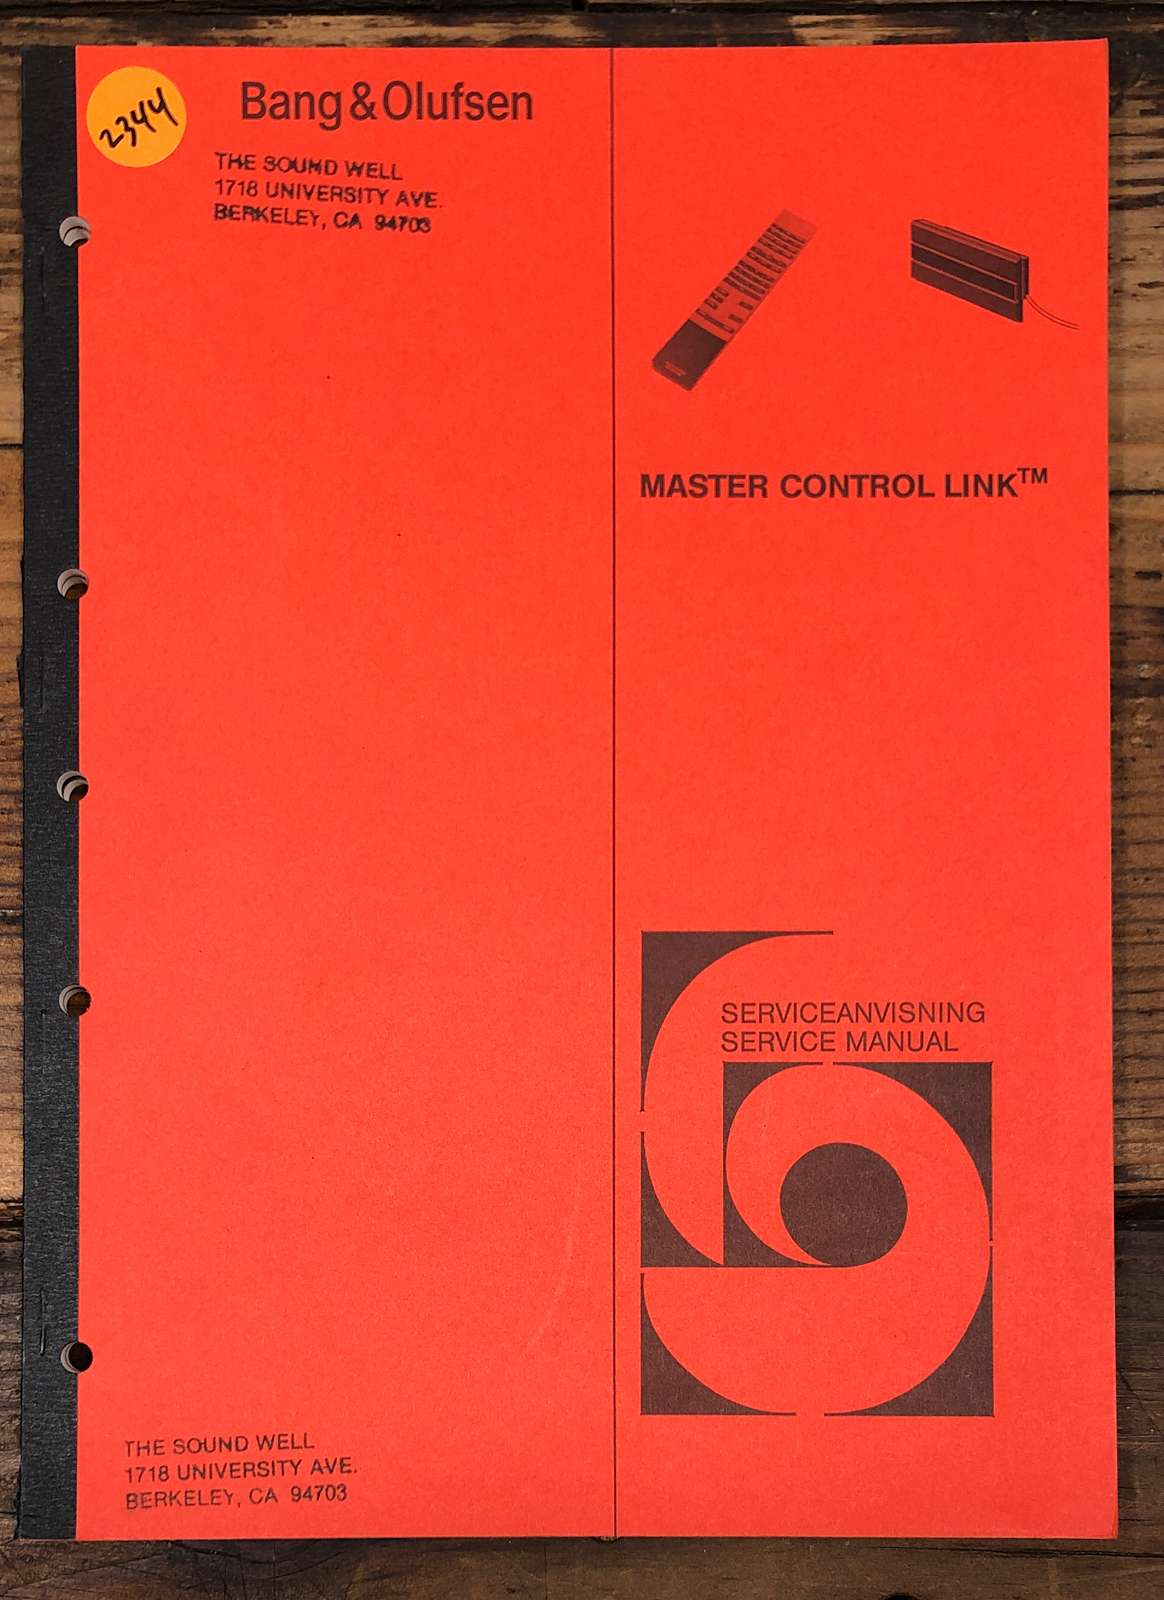 2344
Bang & Olufsen
THE SOUND WELL
1718 UNIVERSITY AVE.
BERKELEY, CA 94703
MASTER CONTROL LINK™
SERVICEANVISNING
SERVICE MANUAL
THE SOUND WELL
1718 UNIVERSITY AVE.
BERKELEY, CA 94703